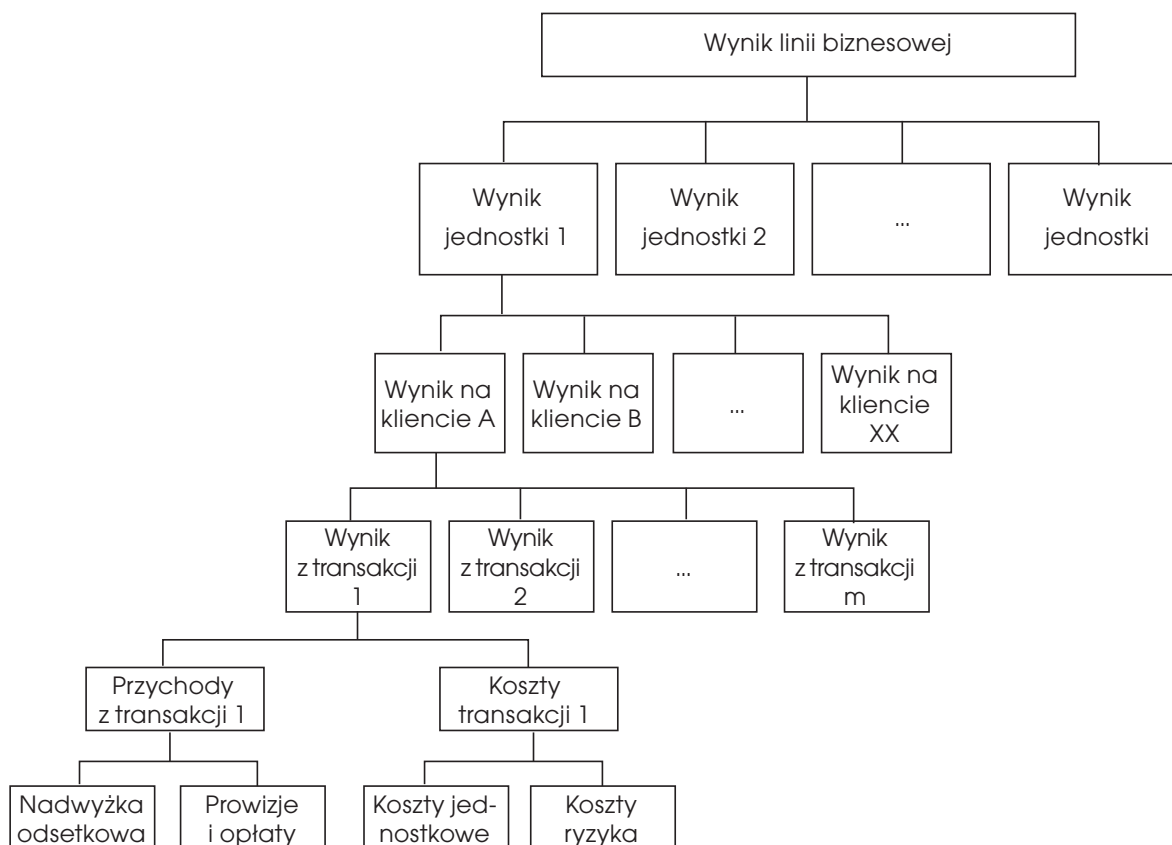 Wynik linii biznesowej
Wynik
jednostki 1
Wynik
jednostki 2
...
Wynik
jednostki
Wynik na
kliencie A
Wynik na
kliencie B
...
Wynik na
kliencie
XX
Wynik
z transakcji
1
Wynik
z transakcji
2
...
Wynik
z transakcji
m
Przychody
z transakcji 1
Koszty
transakcji 1
Nadwyżka
odsetkowa
Prowizje
i opłaty
Koszty jed-
nostkowe
Koszty
ryzyka